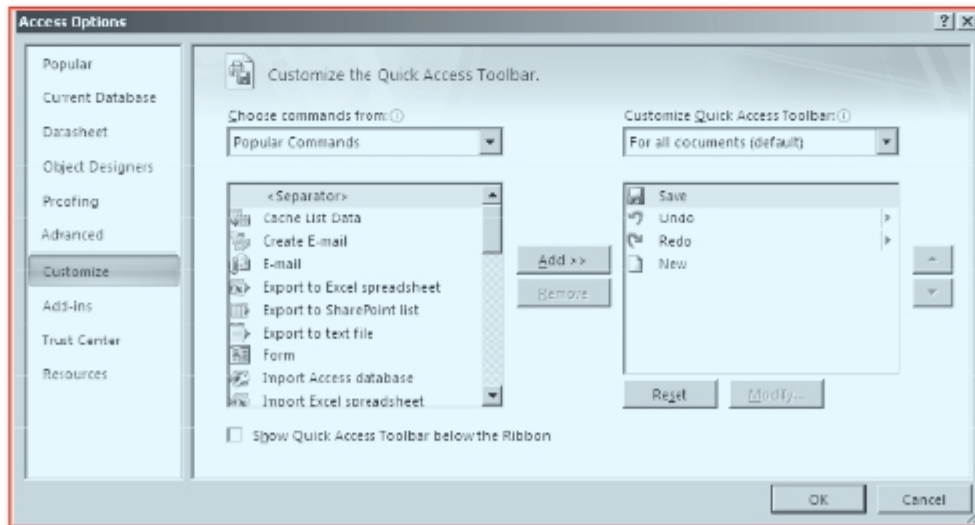 Access Options
Popular
Current Database
Datasheet
Object Designers
Proofing
Advanced
Customize
Add-ins
Trust Center
Resources
Customize the Quick Access Toolbar.
Choose commands from:
Popular Commands
<Separator>
Cache List Data
Create E-mail
E-mail
Export to Excel spreadsheet
Export to SharePoint list
Export to text file
Form
Import Access database
Import Excel spreadsheet
Show Quick Access Toolbar below the Ribbon
Add >>
Remove
Customize Quick Access Toolbar:
For all documents (default)
Save
Undo
Redo
New
Reset
Modify...
OK
Cancel